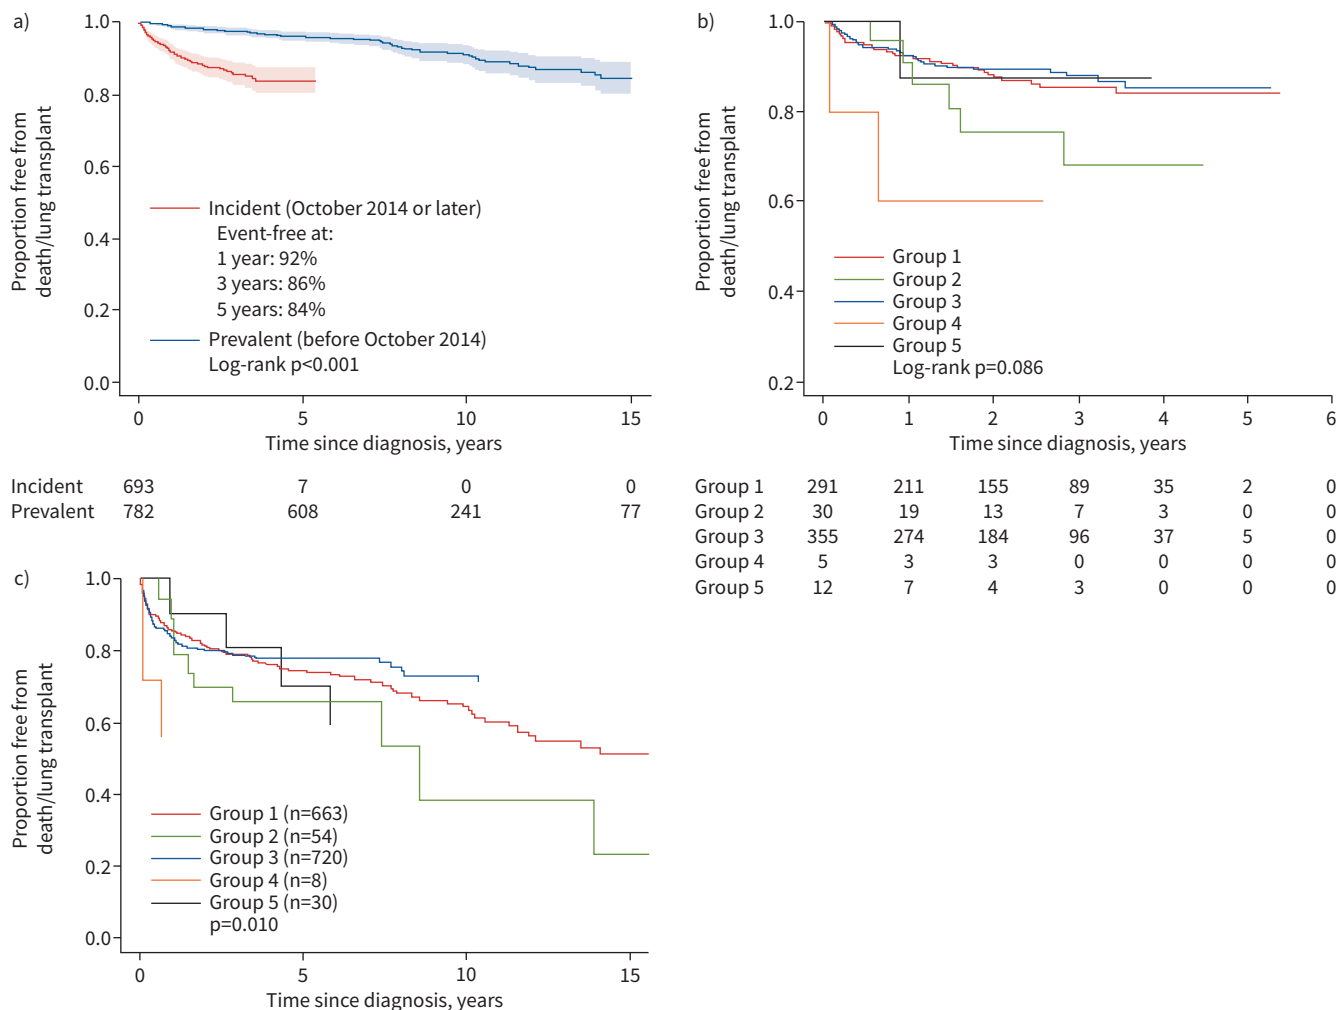 a)
1.0
0.8
0.6
0.4
0.2
0.0
Proportion free from
death/lung transplant
Incident (October 2014 or later)
Event-free at:
1 year: 92%
3 years: 86%
5 years: 84%
Prevalent (before October 2014)
Log-rank p<0.001
0 5 10 15
Time since diagnosis, years
Incident 693 7 0 0
Prevalent 782 608 241 77
b)
1.0
0.8
0.6
0.4
0.2
Proportion free from
death/lung transplant
Group 1
Group 2
Group 3
Group 4
Group 5
Log-rank p=0.086
0 1 2 3 4 5 6
Time since diagnosis, years
Group 1 291 211 155 89 35 2 0
Group 2 30 19 13 7 3 0 0
Group 3 355 274 184 96 37 5 0
Group 4 5 3 3 0 0 0 0
Group 5 12 7 4 3 0 0 0
c)
1.0
0.8
0.6
0.4
0.2
0.0
Proportion free from
death/lung transplant
Group 1 (n=663)
Group 2 (n=54)
Group 3 (n=720)
Group 4 (n=8)
Group 5 (n=30)
p=0.010
0 5 10 15
Time since diagnosis, years